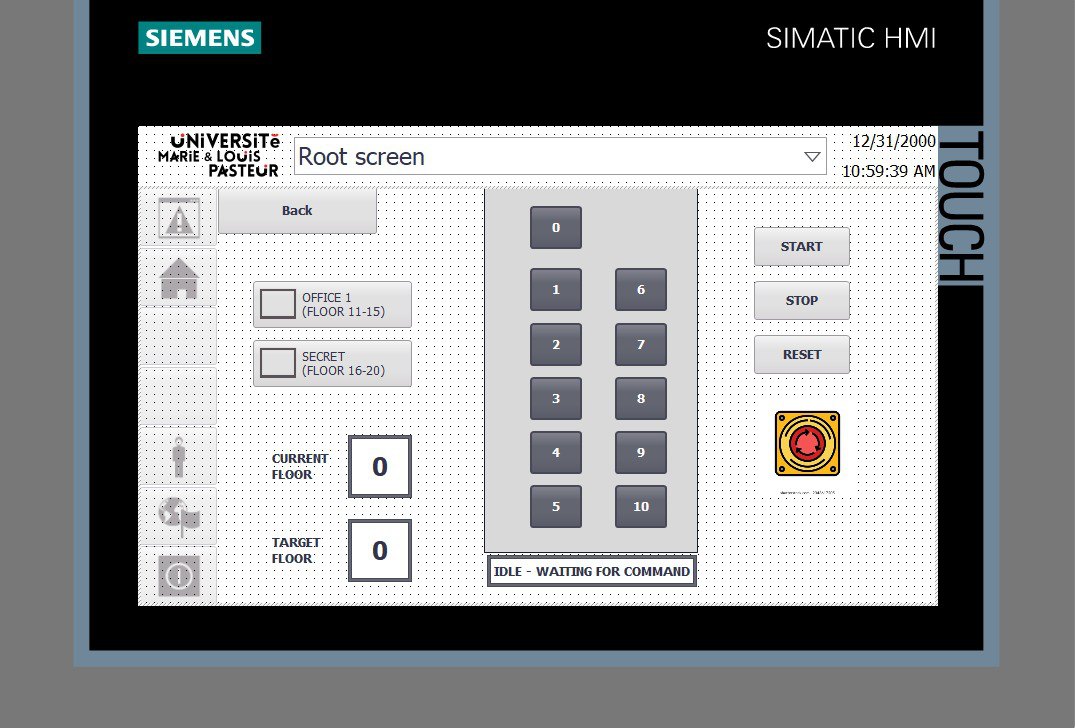 SIEMENS
SIMATIC HMI
TOUCH
UNiVERSiTé
MARiE & LOUiS
PASTEUR
Root screen
12/31/2000
10:59:39 AM
Back
OFFICE 1
(FLOOR 11-15)
SECRET
(FLOOR 16-20)
CURRENT
FLOOR
0
TARGET
FLOOR
0
0
1
6
2
7
3
8
4
9
5
10
IDLE - WAITING FOR COMMAND
START
STOP
RESET